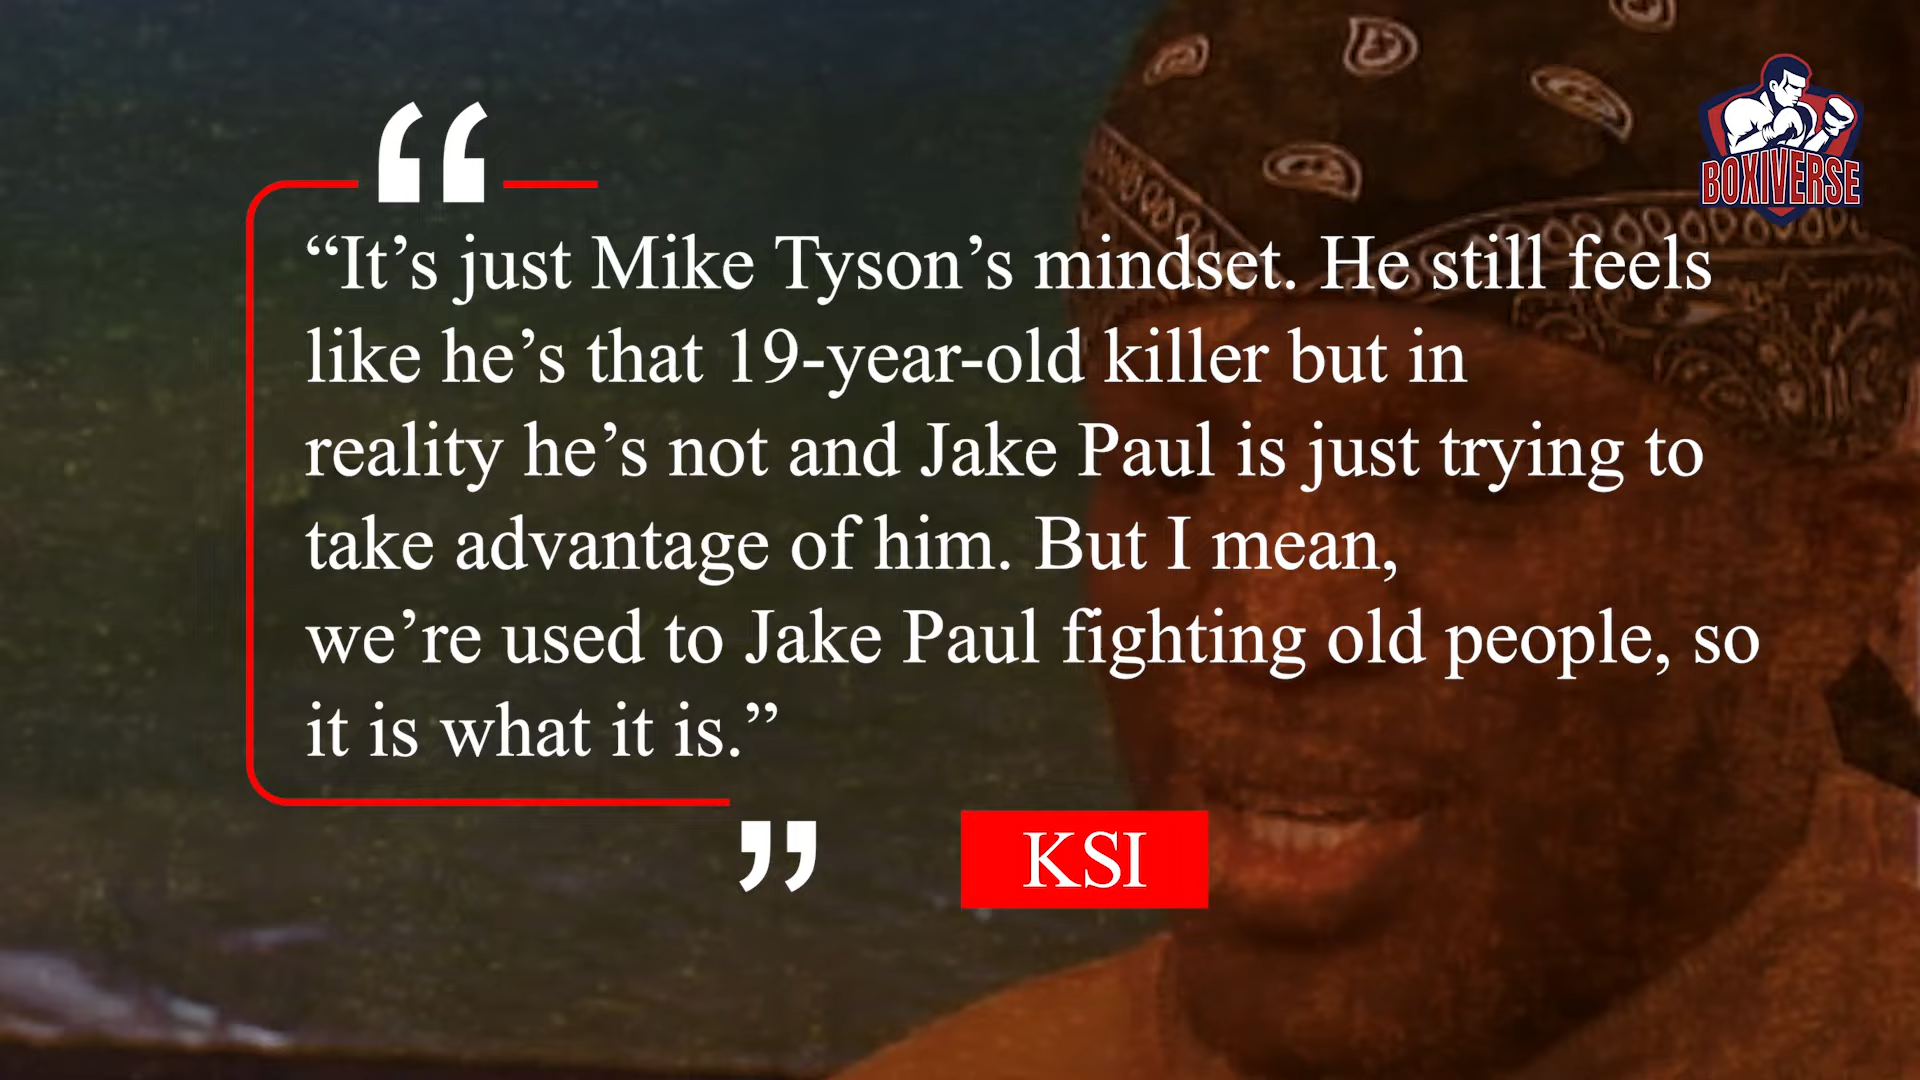 BOXIVERSE
“It’s just Mike Tyson’s mindset. He still feels
like he’s that 19-year-old killer but in
reality he’s not and Jake Paul is just trying to
take advantage of him. But I mean,
we’re used to Jake Paul fighting old people, so
it is what it is.”
KSI